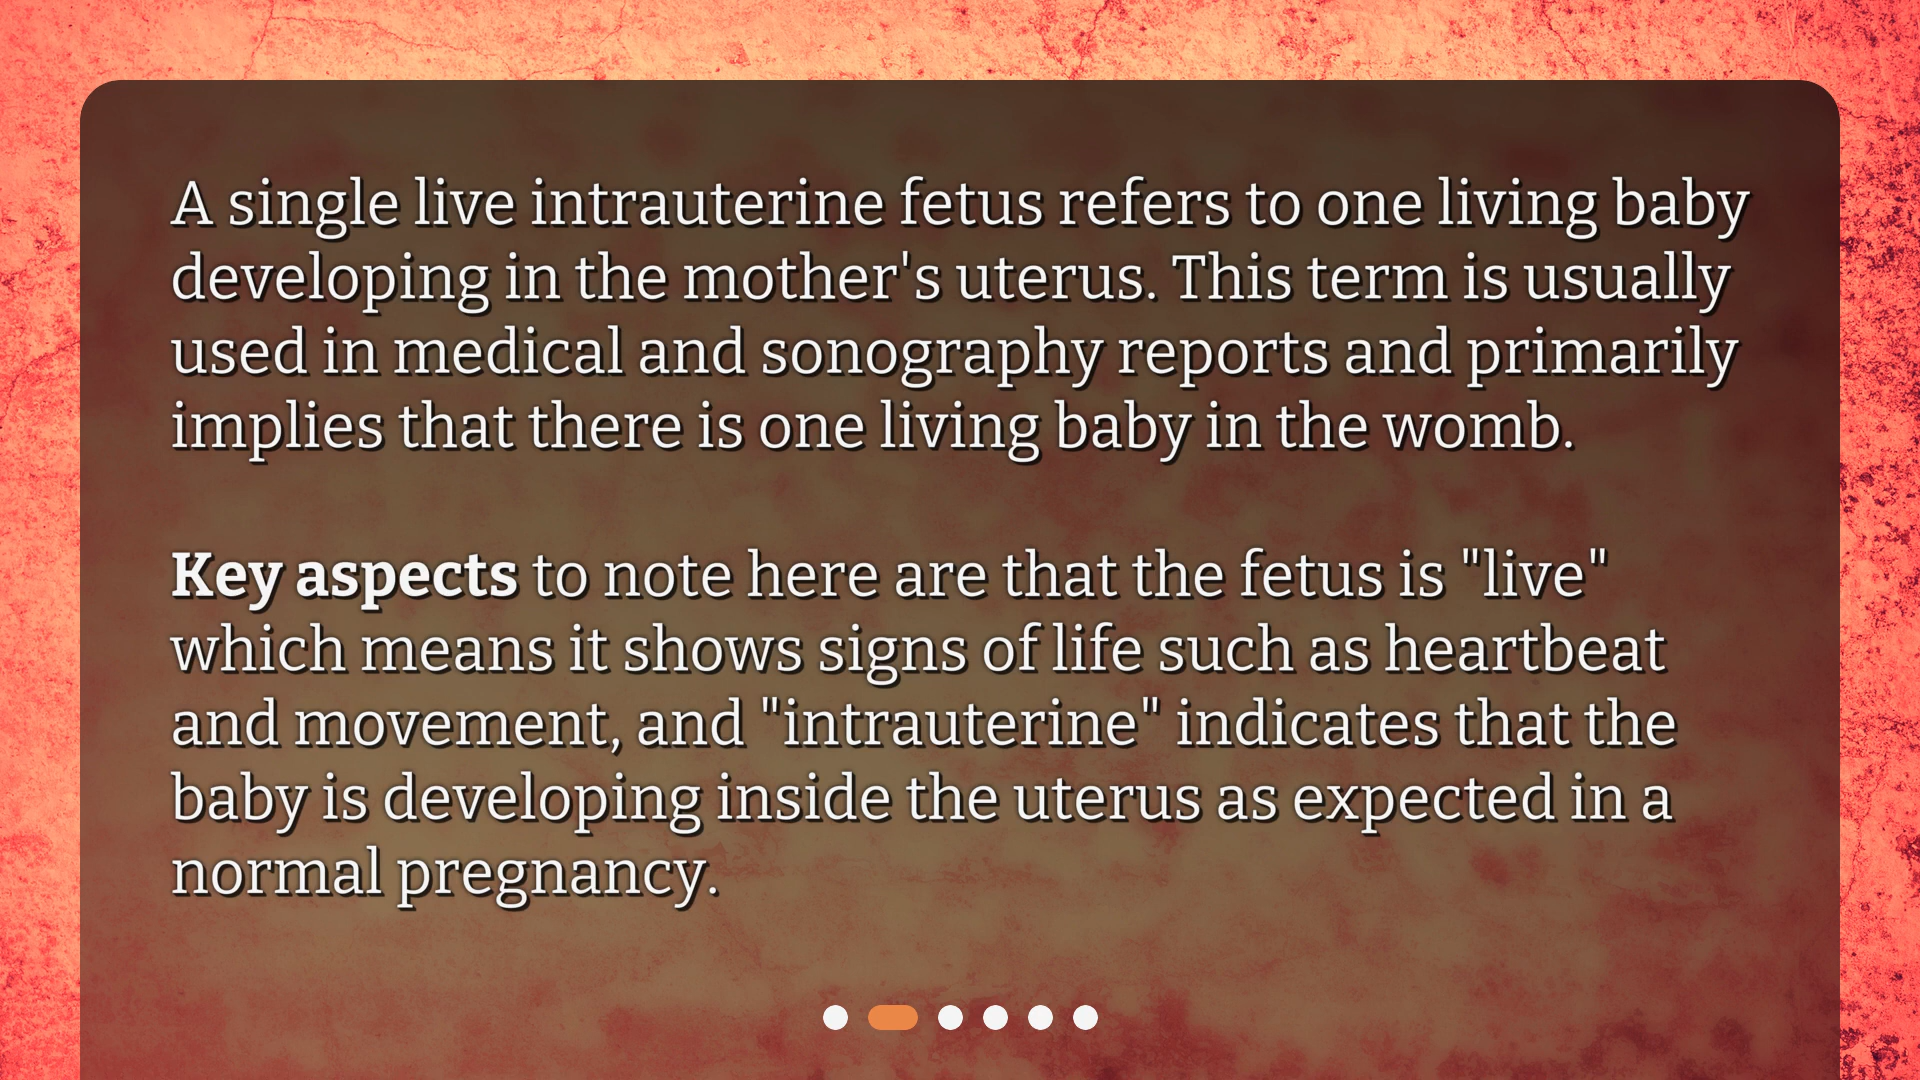 A single live intrauterine fetus refers to one living baby
developing in the mother's uterus. This term is usually
used in medical and sonography reports and primarily
implies that there is one living baby in the womb.
Key aspects to note here are that the fetus is "live"
which means it shows signs of life such as heartbeat
and movement, and "intrauterine" indicates that the
baby is developing inside the uterus as expected in a
normal pregnancy.